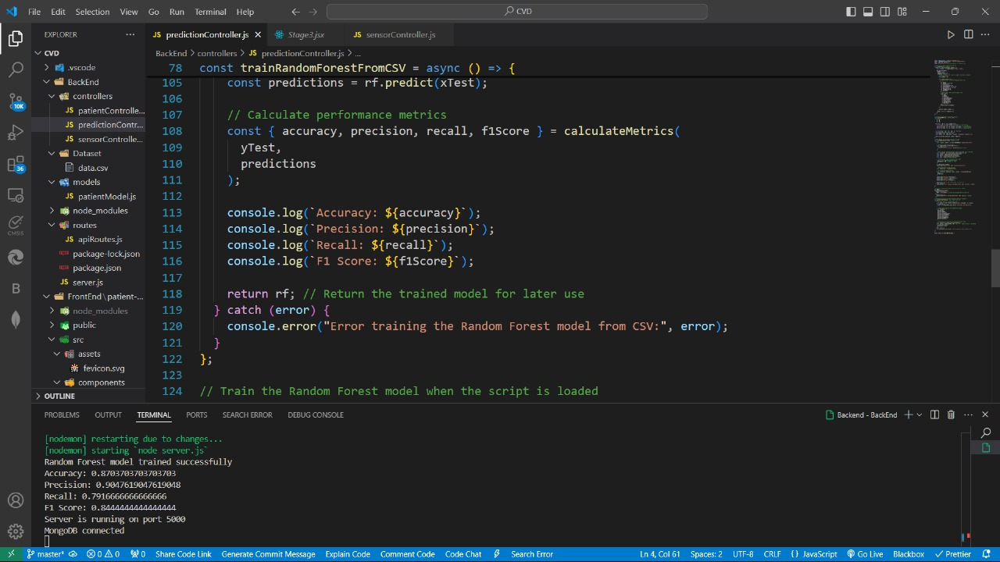 File Edit Selection View Go Run Terminal Help
CVD
EXPLORER
CVD
.vscode
BackEnd
controllers
patientControlle...
predictionContr...
sensorControlle...
Dataset
data.csv
models
patientModel.js
node_modules
routes
apiRoutes.js
package-lock.json
package.json
server.js
FrontEnd\patient-...
node_modules
public
src
assets
fevicon.svg
components
OUTLINE
10K
36
CMSIS
B
predictionController.js
Stage3.jsx
sensorController.js
BackEnd > controllers > JS predictionController.js > ...
78 const trainRandomForestFromCSV = async () => {
105 const predictions = rf.predict(xTest);
106
107 // Calculate performance metrics
108 const { accuracy, precision, recall, f1Score } = calculateMetrics(
109 yTest,
110 predictions
111 );
112
113 console.log(`Accuracy: ${accuracy}`);
114 console.log(`Precision: ${precision}`);
115 console.log(`Recall: ${recall}`);
116 console.log(`F1 Score: ${f1Score}`);
117
118 return rf; // Return the trained model for later use
119 } catch (error) {
120 console.error("Error training the Random Forest model from CSV:", error);
121 }
122 };
123
124 // Train the Random Forest model when the script is loaded
PROBLEMS OUTPUT TERMINAL PORTS SEARCH ERROR DEBUG CONSOLE
Backend - BackEnd
[nodemon] restarting due to changes...
[nodemon] starting `node server.js`
Random Forest model trained successfully
Accuracy: 0.8703703703703703
Precision: 0.9047619047619048
Recall: 0.7916666666666666
F1 Score: 0.8444444444444444
Server is running on port 5000
MongoDB connected
master* 0 0 0 Share Code Link Generate Commit Message Explain Code Comment Code Code Chat Search Error Ln 4, Col 61 Spaces: 2 UTF-8 CRLF {} JavaScript Go Live Blackbox Prettier